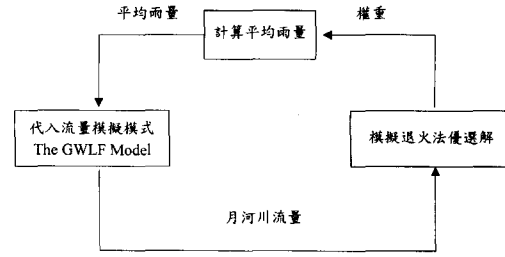 平均雨量
計算平均雨量
權重
代入流量模擬模式
The GWLF Model
模擬退火法優選解
月河川流量